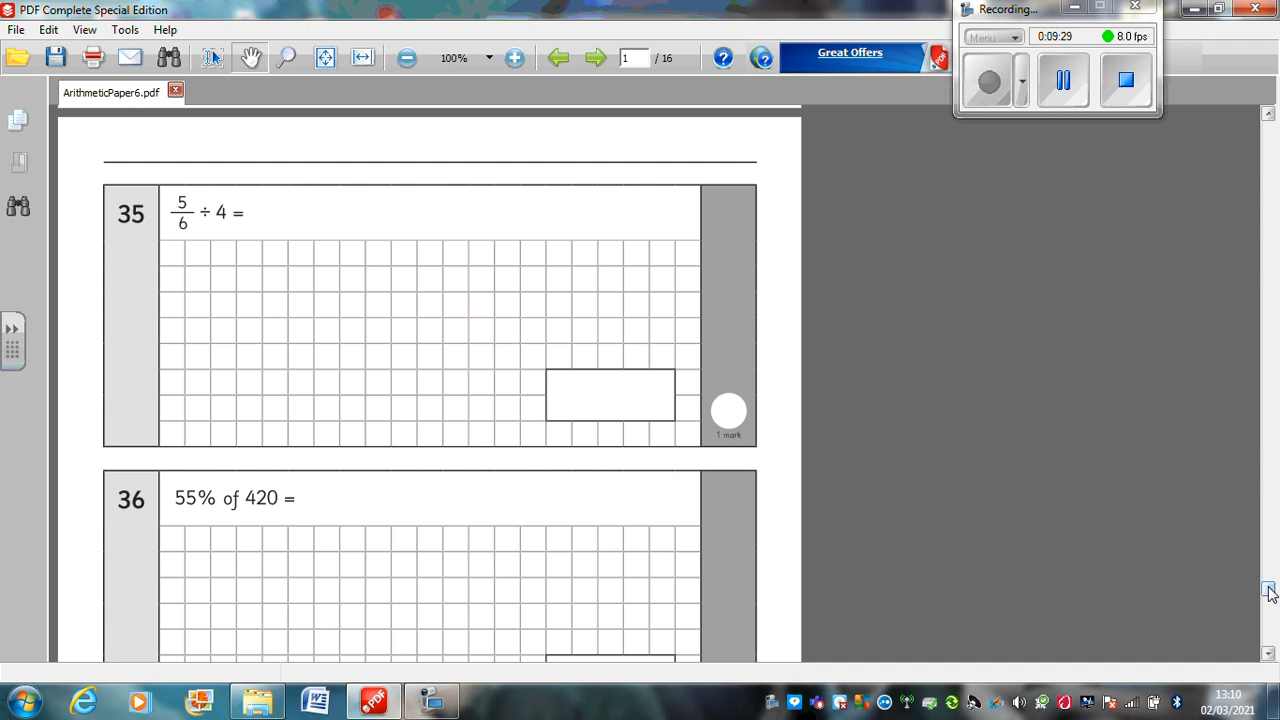 PDF Complete Special Edition
Recording...
File Edit View Tools Help
Menu 0:09:29 8.0 fps
100% 1 / 16 Great Offers
ArithmeticPaper6.pdf
35 5/6 ÷ 4 =
1 mark
36 55% of 420 =
13:10
02/03/2021